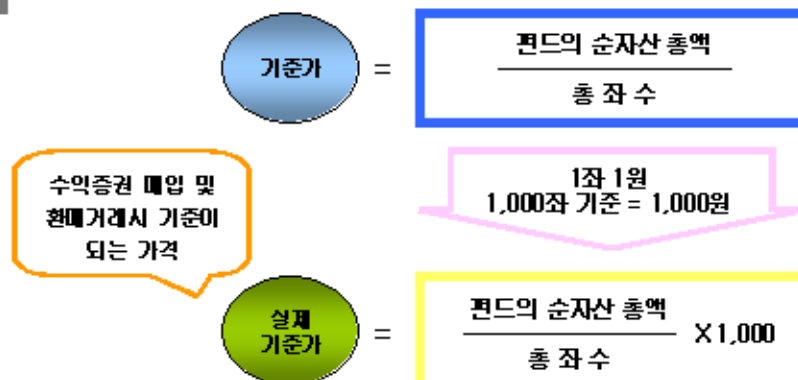 기준가 =
펀드의 순자산 총액
총 좌 수
수익증권 매입 및
환매거래시 기준이
되는 가격
1좌 1원
1,000좌 기준 = 1,000원
실제
기준가 =
펀드의 순자산 총액
총 좌 수
X 1,000